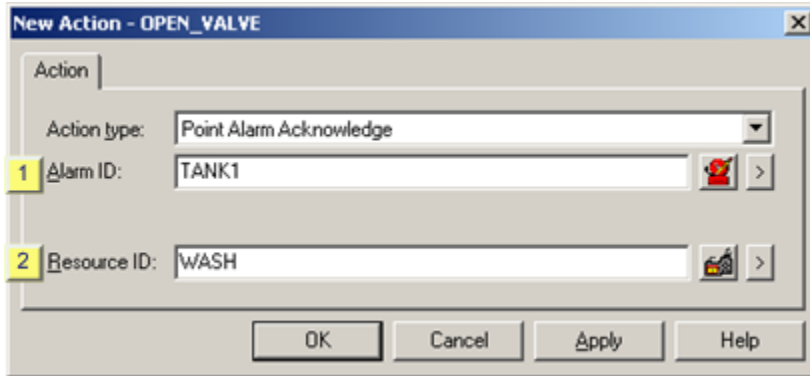 New Action - OPEN_VALVE
Action
Action type: Point Alarm Acknowledge
1 Alarm ID: TANK1 >
2 Resource ID: WASH >
OK Cancel Apply Help